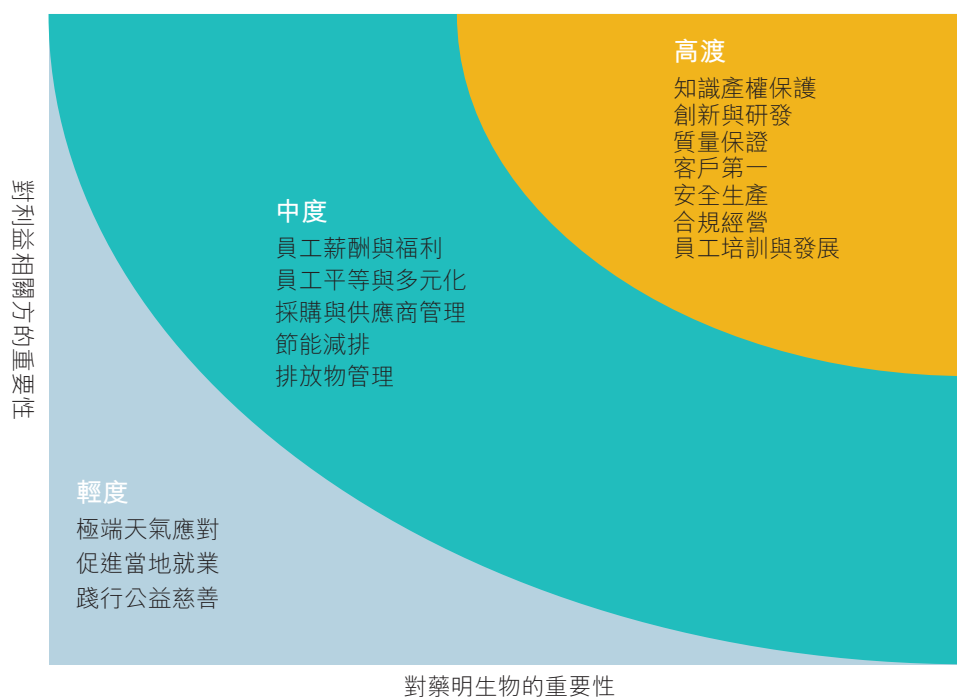 高渡
知識產權保護
創新與研發
質量保證
客戶第一
安全生產
合規經營
員工培訓與發展
中度
員工薪酬與福利
員工平等與多元化
採購與供應商管理
節能減排
排放物管理
對利益相關方的重要性
輕度
極端天氣應對
促進當地就業
踐行公益慈善
對藥明生物的重要性